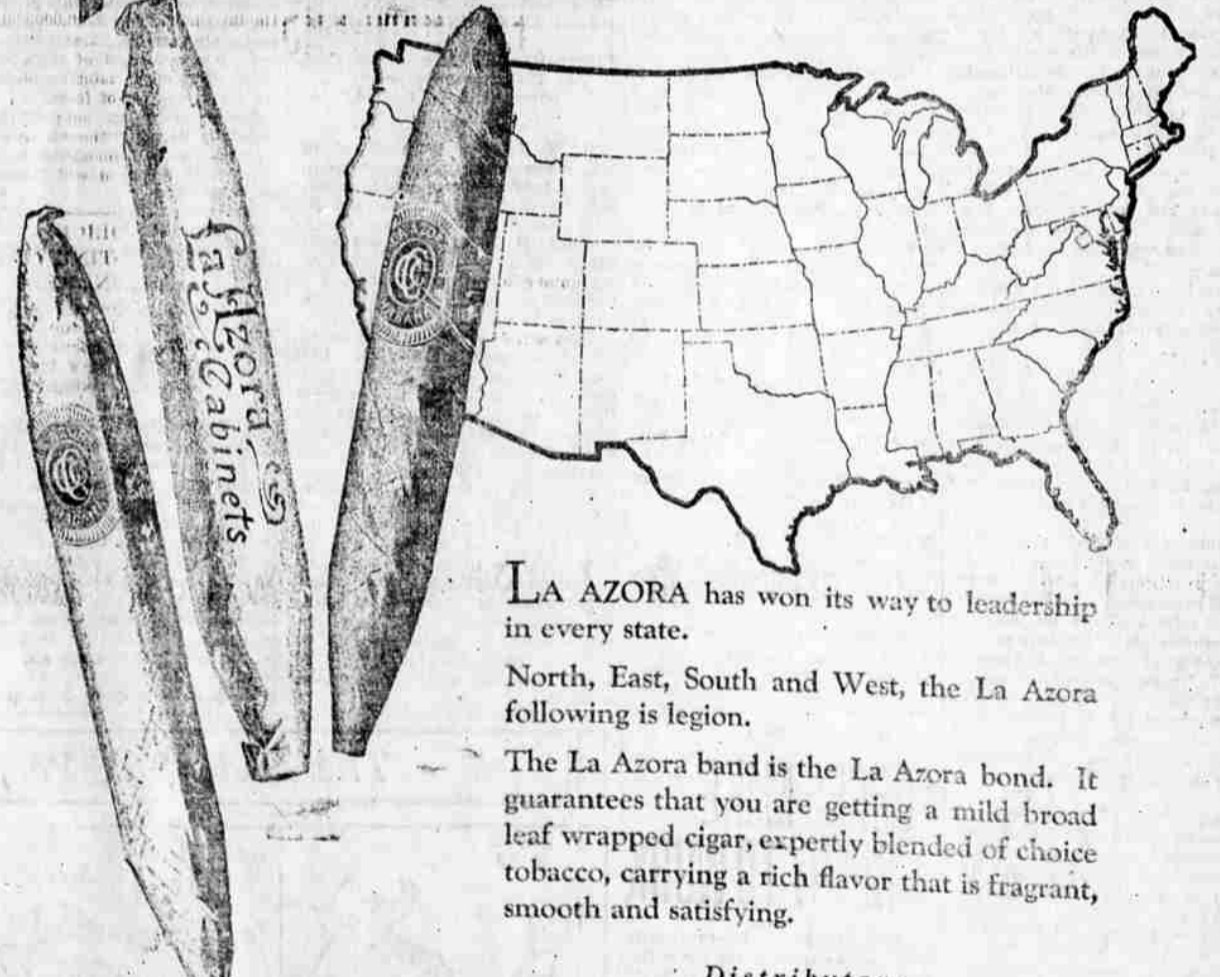 La Azora
Cabinets
LA AZORA has won its way to leadership
in every state.
North, East, South and West, the La Azora
following is legion.
The La Azora band is the La Azora bond. It
guarantees that you are getting a mild broad
leaf wrapped cigar, expertly blended of choice
tobacco, carrying a rich flavor that is fragrant,
smooth and satisfying.